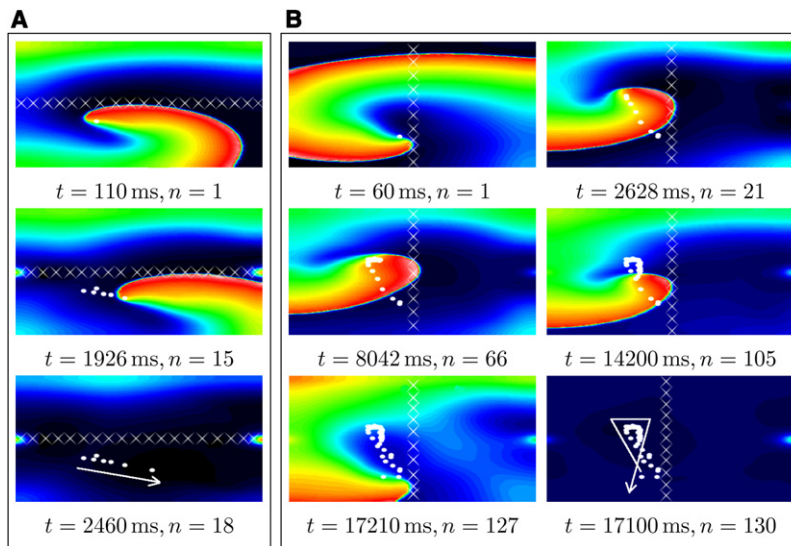 A
B
t = 110 ms, n = 1
t = 60 ms, n = 1
t = 2628 ms, n = 21
t = 1926 ms, n = 15
t = 8042 ms, n = 66
t = 14200 ms, n = 105
t = 2460 ms, n = 18
t = 17210 ms, n = 127
t = 17100 ms, n = 130